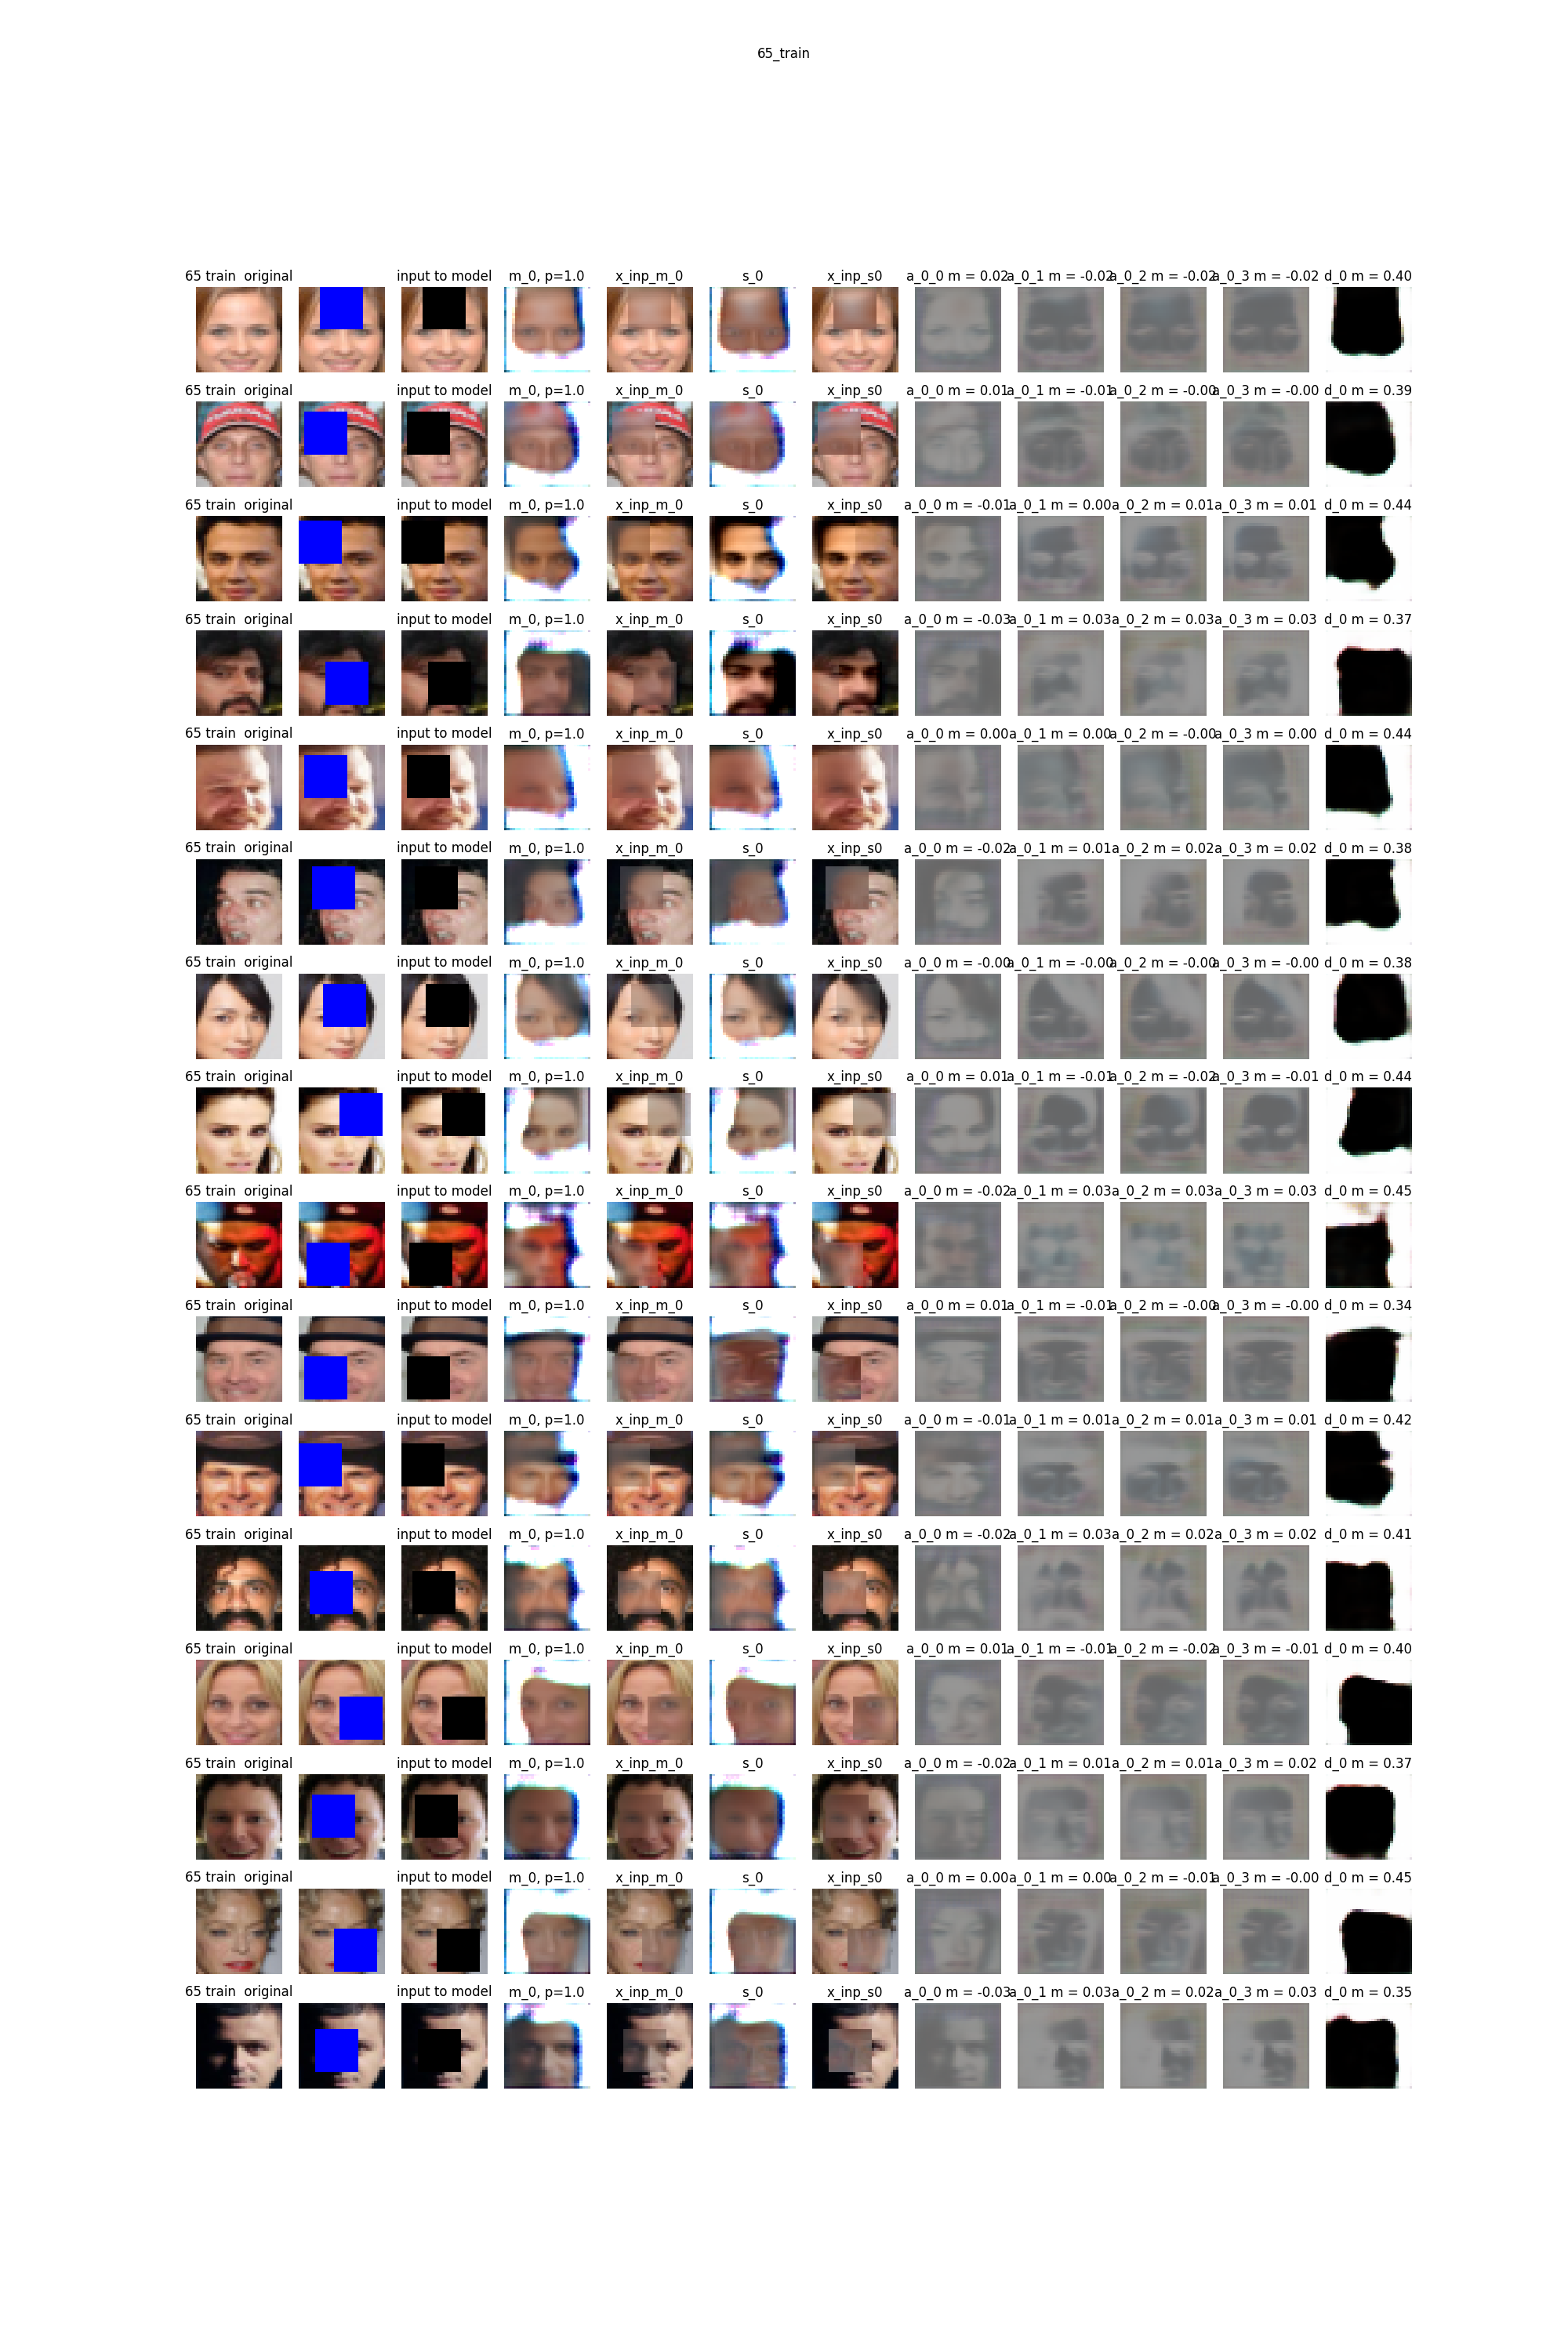 65_train
65 train original input to model m_0, p=1.0 x_inp_m_0 s_0 x_inp_s0 a_0_0 m = 0.02 a_0_1 m = -0.02 a_0_2 m = -0.02 a_0_3 m = -0.02 d_0 m = 0.40
65 train original input to model m_0, p=1.0 x_inp_m_0 s_0 x_inp_s0 a_0_0 m = 0.01 a_0_1 m = -0.01 a_0_2 m = -0.00 a_0_3 m = -0.00 d_0 m = 0.39
65 train original input to model m_0, p=1.0 x_inp_m_0 s_0 x_inp_s0 a_0_0 m = -0.01 a_0_1 m = 0.00 a_0_2 m = 0.01 a_0_3 m = 0.01 d_0 m = 0.44
65 train original input to model m_0, p=1.0 x_inp_m_0 s_0 x_inp_s0 a_0_0 m = -0.03 a_0_1 m = 0.03 a_0_2 m = 0.03 a_0_3 m = 0.03 d_0 m = 0.37
65 train original input to model m_0, p=1.0 x_inp_m_0 s_0 x_inp_s0 a_0_0 m = 0.00 a_0_1 m = 0.00 a_0_2 m = -0.00 a_0_3 m = 0.00 d_0 m = 0.44
65 train original input to model m_0, p=1.0 x_inp_m_0 s_0 x_inp_s0 a_0_0 m = -0.02 a_0_1 m = 0.01 a_0_2 m = 0.02 a_0_3 m = 0.02 d_0 m = 0.38
65 train original input to model m_0, p=1.0 x_inp_m_0 s_0 x_inp_s0 a_0_0 m = -0.00 a_0_1 m = -0.00 a_0_2 m = -0.00 a_0_3 m = -0.00 d_0 m = 0.38
65 train original input to model m_0, p=1.0 x_inp_m_0 s_0 x_inp_s0 a_0_0 m = 0.01 a_0_1 m = -0.01 a_0_2 m = -0.02 a_0_3 m = -0.01 d_0 m = 0.44
65 train original input to model m_0, p=1.0 x_inp_m_0 s_0 x_inp_s0 a_0_0 m = -0.02 a_0_1 m = 0.03 a_0_2 m = 0.03 a_0_3 m = 0.03 d_0 m = 0.45
65 train original input to model m_0, p=1.0 x_inp_m_0 s_0 x_inp_s0 a_0_0 m = 0.01 a_0_1 m = -0.01 a_0_2 m = -0.00 a_0_3 m = -0.00 d_0 m = 0.34
65 train original input to model m_0, p=1.0 x_inp_m_0 s_0 x_inp_s0 a_0_0 m = -0.01 a_0_1 m = 0.01 a_0_2 m = 0.01 a_0_3 m = 0.01 d_0 m = 0.42
65 train original input to model m_0, p=1.0 x_inp_m_0 s_0 x_inp_s0 a_0_0 m = -0.02 a_0_1 m = 0.03 a_0_2 m = 0.02 a_0_3 m = 0.02 d_0 m = 0.41
65 train original input to model m_0, p=1.0 x_inp_m_0 s_0 x_inp_s0 a_0_0 m = 0.01 a_0_1 m = -0.01 a_0_2 m = -0.02 a_0_3 m = -0.01 d_0 m = 0.40
65 train original input to model m_0, p=1.0 x_inp_m_0 s_0 x_inp_s0 a_0_0 m = -0.02 a_0_1 m = 0.01 a_0_2 m = 0.01 a_0_3 m = 0.02 d_0 m = 0.37
65 train original input to model m_0, p=1.0 x_inp_m_0 s_0 x_inp_s0 a_0_0 m = 0.00 a_0_1 m = 0.00 a_0_2 m = -0.01 a_0_3 m = -0.00 d_0 m = 0.45
65 train original input to model m_0, p=1.0 x_inp_m_0 s_0 x_inp_s0 a_0_0 m = -0.03 a_0_1 m = 0.03 a_0_2 m = 0.02 a_0_3 m = 0.03 d_0 m = 0.35